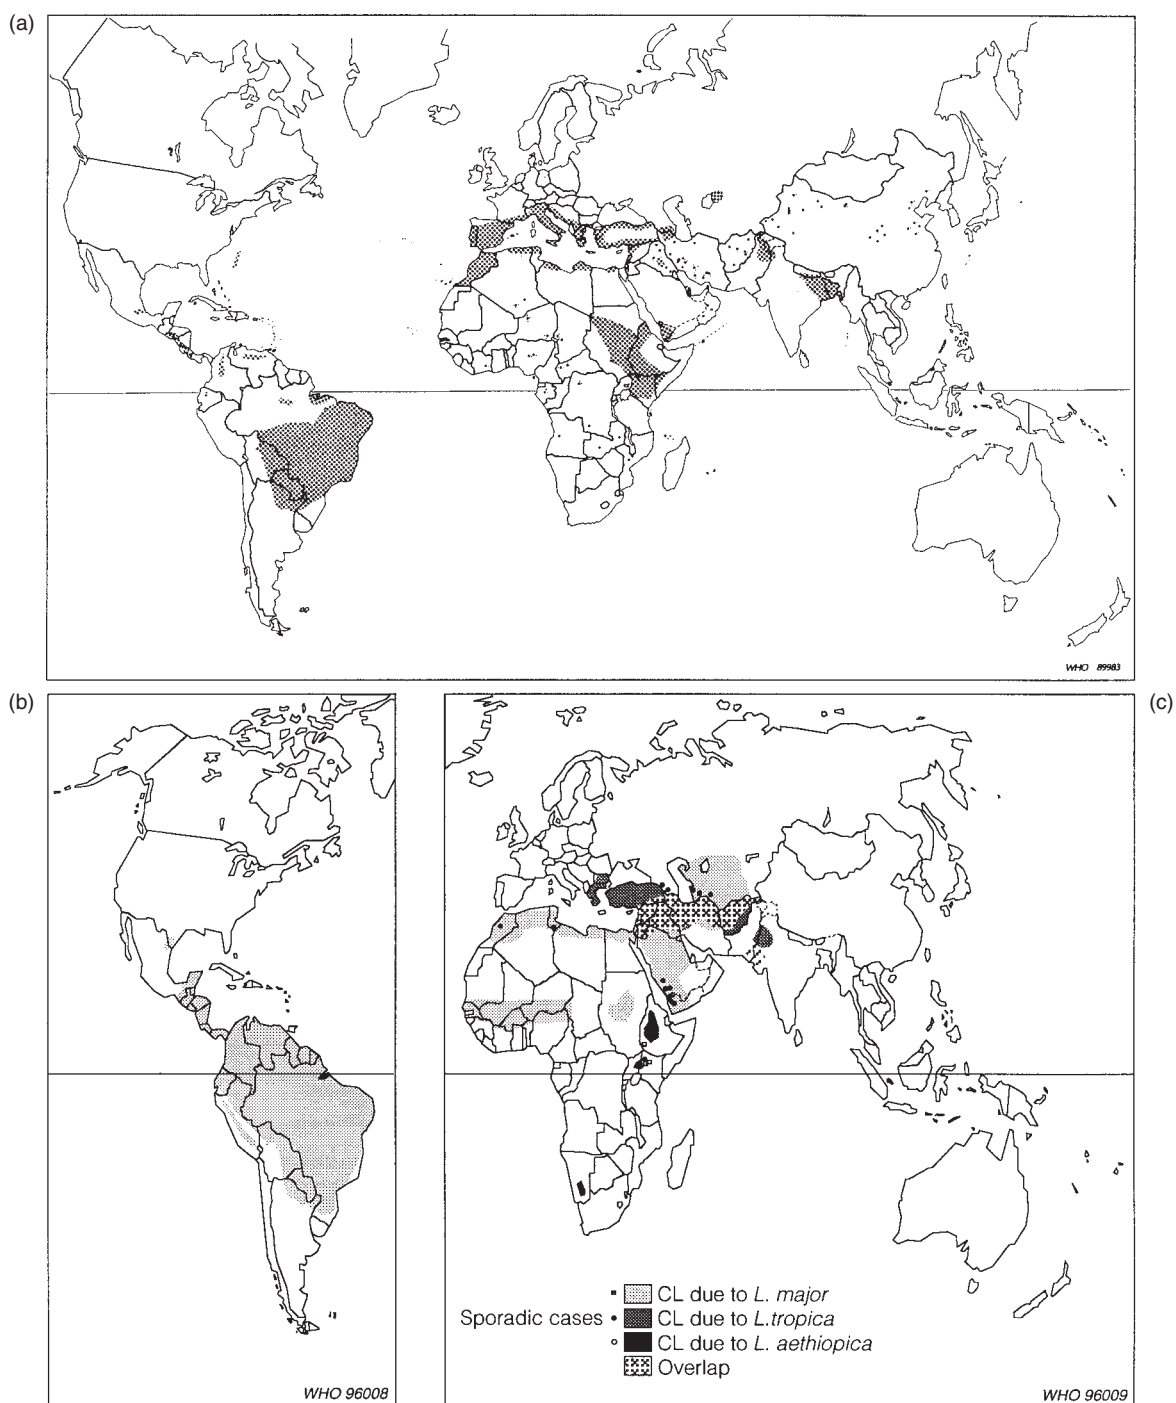 (a)
WHO 89983
(b)
(c)
WHO 96008
Sporadic cases
CL due to L. major
CL due to L.tropica
CL due to L. aethiopica
Overlap
WHO 96009